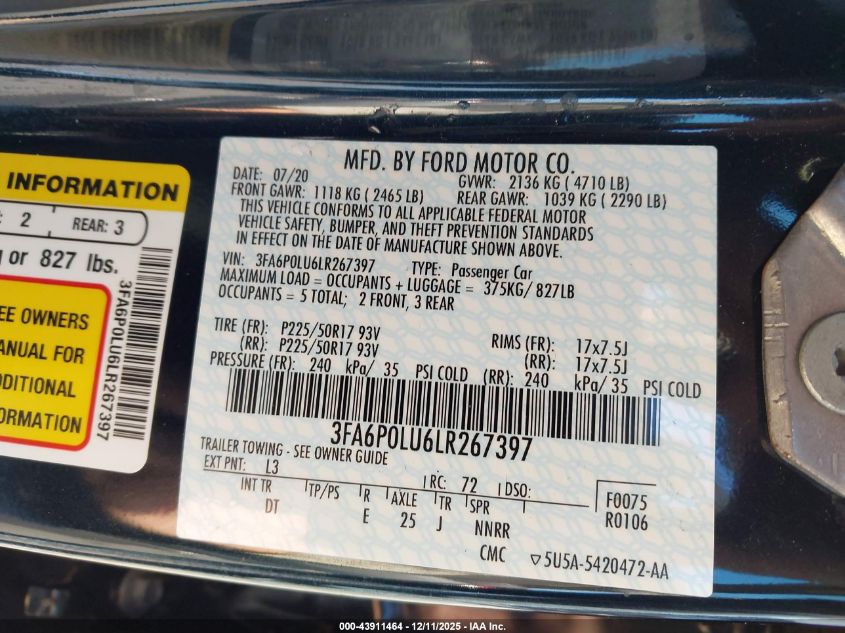 INFORMATION
: 2
REAR: 3
or 827 lbs.
EE OWNERS
ANUAL FOR
DDITIONAL
FORMATION
3FA6P0LU6LR267397
MFD. BY FORD MOTOR CO.
DATE: 07/20
GVWR: 2136 KG ( 4710 LB)
FRONT GAWR: 1118 KG ( 2465 LB)
REAR GAWR: 1039 KG ( 2290 LB)
THIS VEHICLE CONFORMS TO ALL APPLICABLE FEDERAL MOTOR
VEHICLE SAFETY, BUMPER, AND THEFT PREVENTION STANDARDS
IN EFFECT ON THE DATE OF MANUFACTURE SHOWN ABOVE.
VIN: 3FA6P0LU6LR267397 TYPE: Passenger Car
MAXIMUM LOAD = OCCUPANTS + LUGGAGE = 375KG/ 827LB
OCCUPANTS = 5 TOTAL; 2 FRONT, 3 REAR
TIRE (FR): P225/50R17 93V RIMS (FR): 17x7.5J
(RR): P225/50R17 93V (RR): 17x7.5J
PRESSURE (FR): 240 kPa/ 35 PSI COLD (RR): 240 kPa/ 35 PSI COLD
3FA6P0LU6LR267397
TRAILER TOWING - SEE OWNER GUIDE
EXT PNT: L3 RC: 72 DSO: F0075
R0106
INT TR TP/PS R AXLE TR SPR
DT E 25 J NNRR
CMC ▽5U5A-5420472-AA
000-43911464 - 12/11/2025 - IAA Inc.